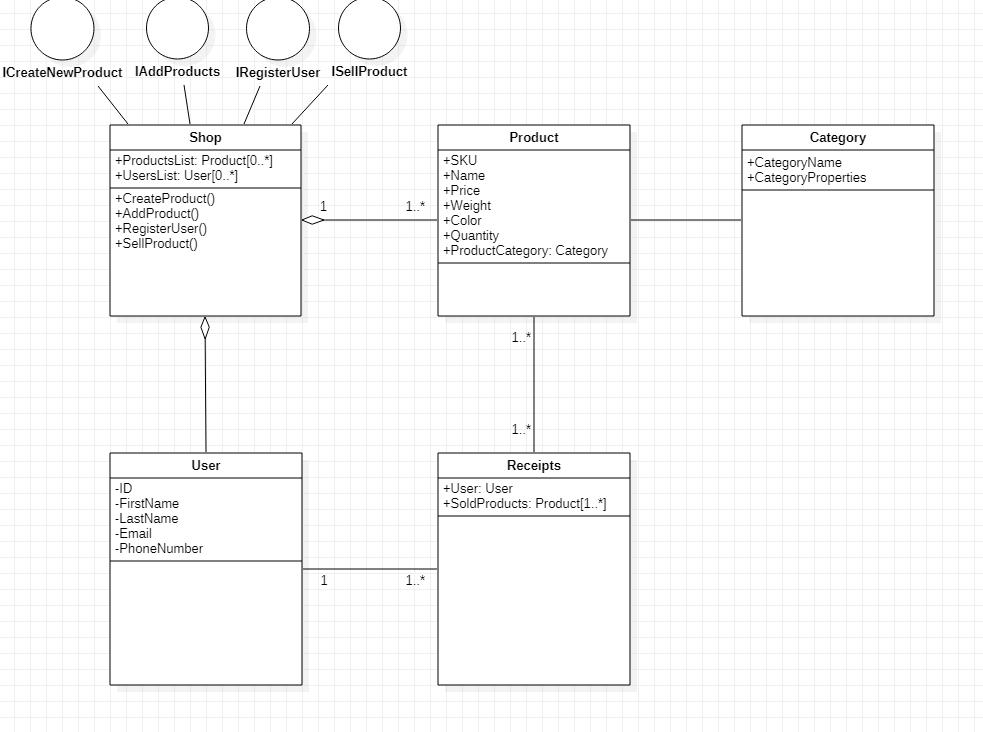 ICreateNewProduct
IAddProducts
IRegisterUser
ISellProduct
Shop
+ProductsList: Product[0..*]
+UsersList: User[0..*]
+CreateProduct()
+AddProduct()
+RegisterUser()
+SellProduct()
1
1..*
Product
+SKU
+Name
+Price
+Weight
+Color
+Quantity
+ProductCategory: Category
Category
+CategoryName
+CategoryProperties
1..*
1..*
User
-ID
-FirstName
-LastName
-Email
-PhoneNumber
1
1..*
Receipts
+User: User
+SoldProducts: Product[1..*]